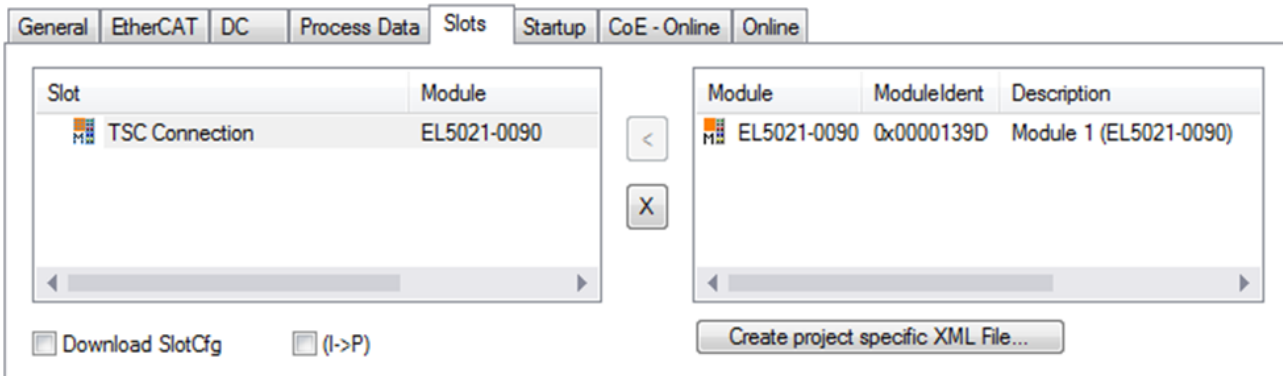 General EtherCAT DC Process Data Slots Startup CoE - Online Online
Slot Module
TSC Connection EL5021-0090
<
X
Module ModuleIdent Description
EL5021-0090 0x0000139D Module 1 (EL5021-0090)
Download SlotCfg (I->P)
Create project specific XML File...